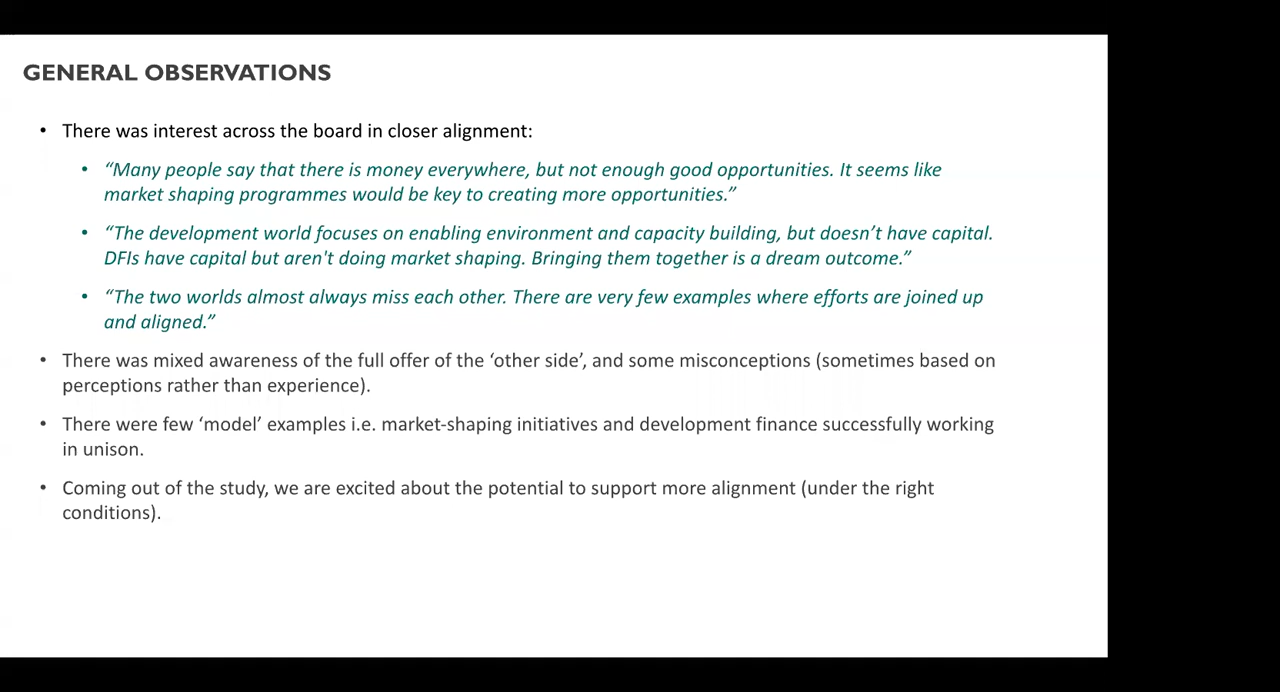 GENERAL OBSERVATIONS
• There was interest across the board in closer alignment:
• “Many people say that there is money everywhere, but not enough good opportunities. It seems like
market shaping programmes would be key to creating more opportunities.”
• “The development world focuses on enabling environment and capacity building, but doesn’t have capital.
DFIs have capital but aren't doing market shaping. Bringing them together is a dream outcome.”
• “The two worlds almost always miss each other. There are very few examples where efforts are joined up
and aligned.”
• There was mixed awareness of the full offer of the ‘other side’, and some misconceptions (sometimes based on
perceptions rather than experience).
• There were few ‘model’ examples i.e. market-shaping initiatives and development finance successfully working
in unison.
• Coming out of the study, we are excited about the potential to support more alignment (under the right
conditions).